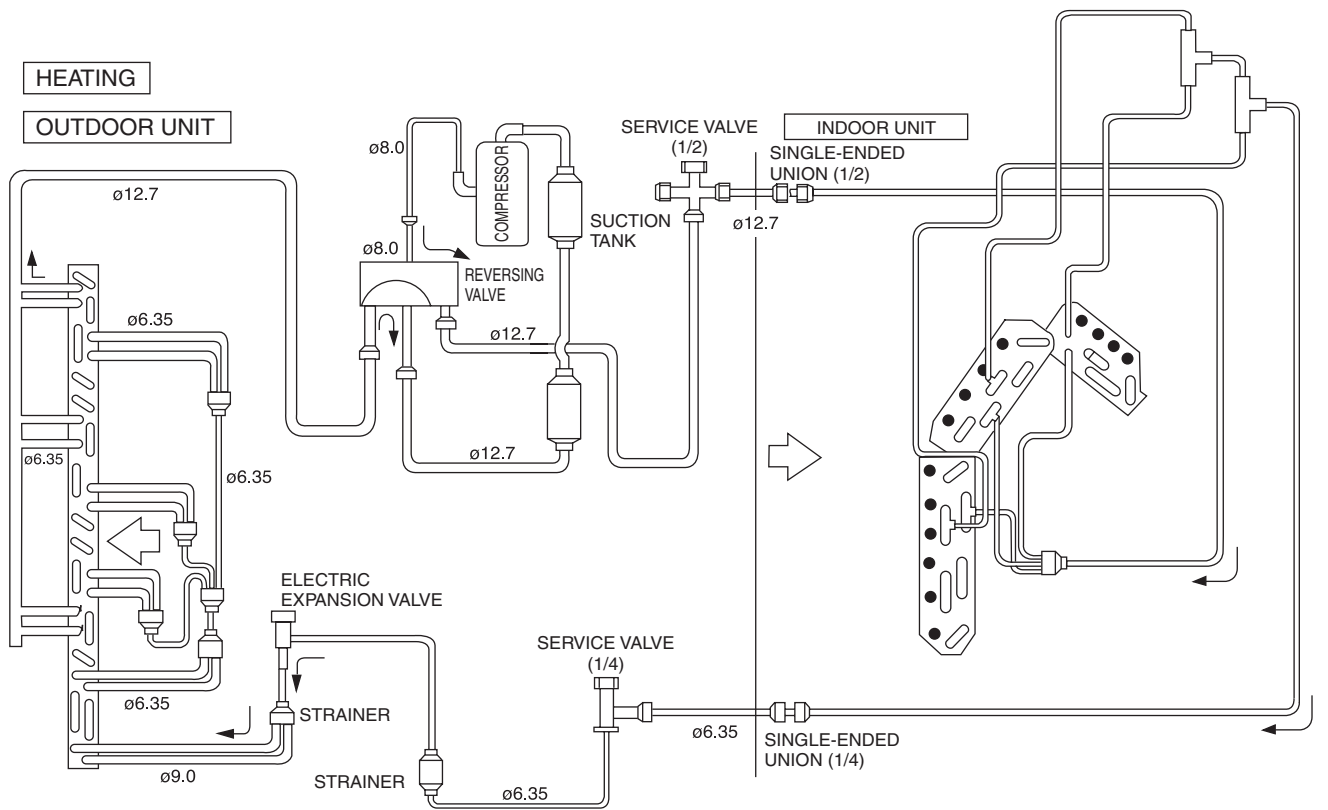 HEATING
OUTDOOR UNIT
ø12.7
ø8.0
COMPRESSOR
SUCTION
TANK
ø8.0
REVERSING
VALVE
SERVICE VALVE
(1/2)
INDOOR UNIT
SINGLE-ENDED
UNION (1/2)
ø12.7
ø6.35
ø12.7
ø12.7
ø6.35
ø6.35
ELECTRIC
EXPANSION VALVE
SERVICE VALVE
(1/4)
ø6.35
STRAINER
ø6.35
SINGLE-ENDED
UNION (1/4)
ø9.0
STRAINER
ø6.35